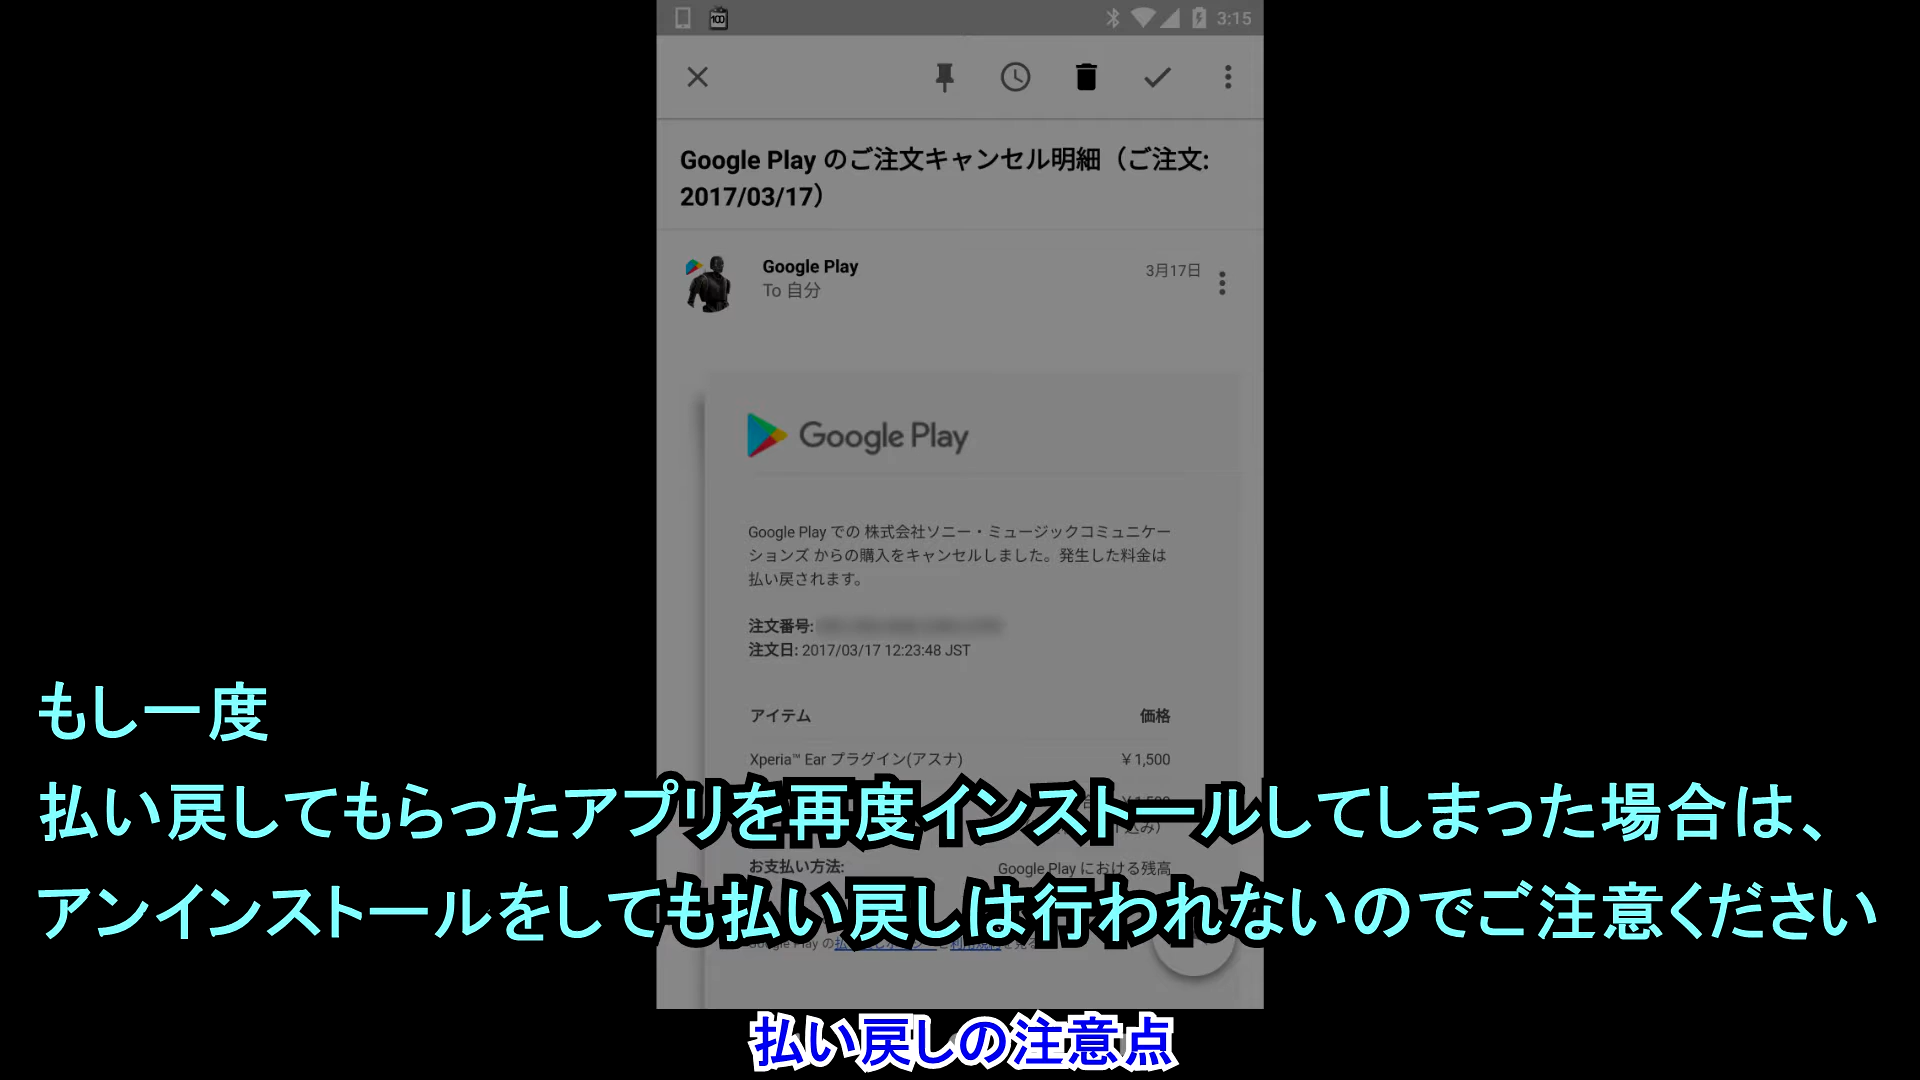 3:15
Google Play のご注文キャンセル明細（ご注文:
2017/03/17）
Google Play
3月17日
To 自分
Google Play
Google Play での 株式会社ソニー・ミュージックコミュニケー
ションズ からの購入をキャンセルしました。発生した料金は
払い戻されます。
注文番号:
注文日: 2017/03/17 12:23:48 JST
アイテム 価格
Xperia™ Ear プラグイン(アスナ) ￥1,500
もし一度
払い戻してもらったアプリを再度インストールしてしまった場合は、
お支払い方法: Google Play における残高
アンインストールをしても払い戻しは行われないのでご注意ください
払い戻しの注意点